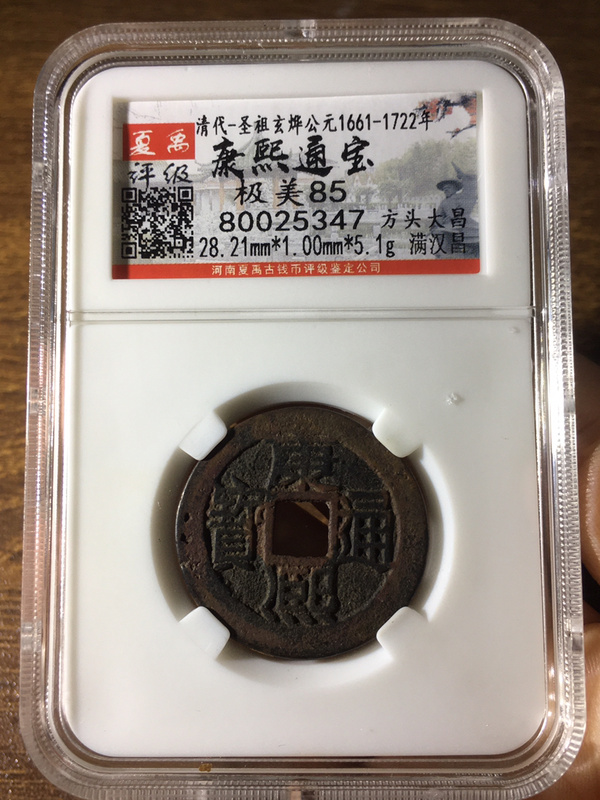 清代-圣祖玄烨公元1661-1722年
夏禹
评级
康熙通宝
极美85
80025347 方头大昌
28.21mm*1.00mm*5.1g 满汉昌
河南夏禹古钱币评级鉴定公司
康
熙
通
寶